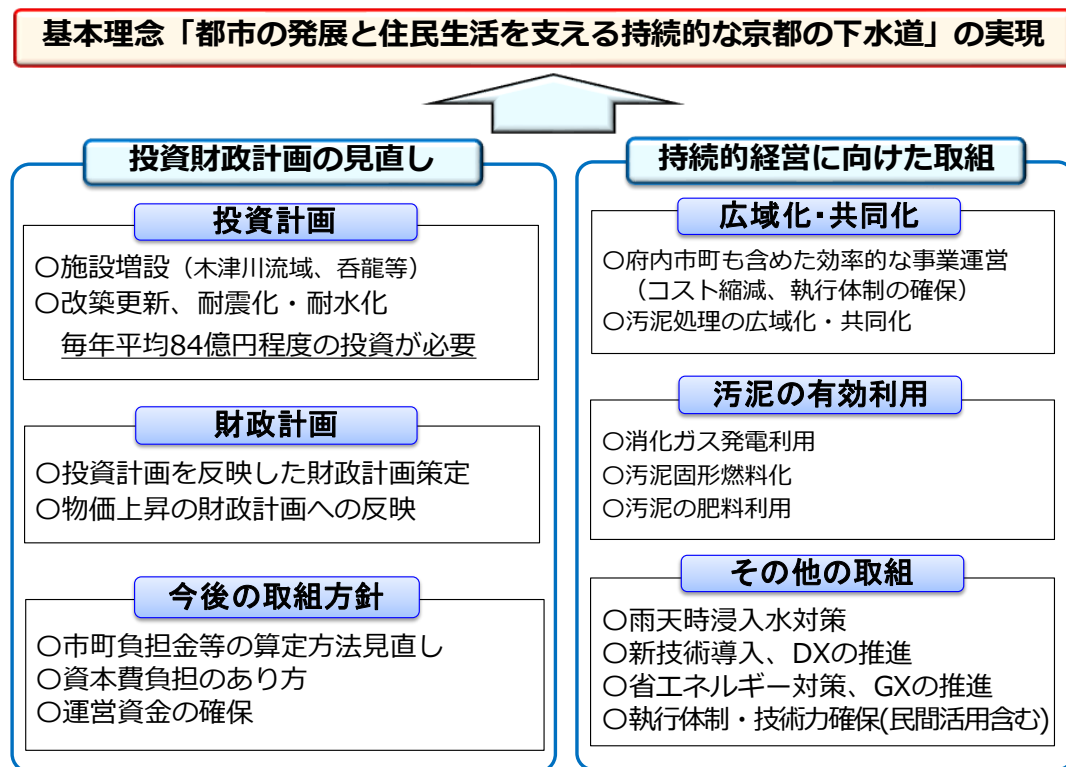 基本理念「都市の発展と住民生活を支える持続的な京都の下水道」の実現
投資財政計画の見直し
投資計画
○施設増設（木津川流域、呑龍等）
○改築更新、耐震化・耐水化
毎年平均84億円程度の投資が必要
財政計画
○投資計画を反映した財政計画策定
○物価上昇の財政計画への反映
今後の取組方針
○市町負担金等の算定方法見直し
○資本費負担のあり方
○運営資金の確保
持続的経営に向けた取組
広域化・共同化
○府内市町も含めた効率的な事業運営
（コスト縮減、執行体制の確保）
○汚泥処理の広域化・共同化
汚泥の有効利用
○消化ガス発電利用
○汚泥固形燃料化
○汚泥の肥料利用
その他の取組
○雨天時浸入水対策
○新技術導入、DXの推進
○省エネルギー対策、GXの推進
○執行体制・技術力確保(民間活用含む)